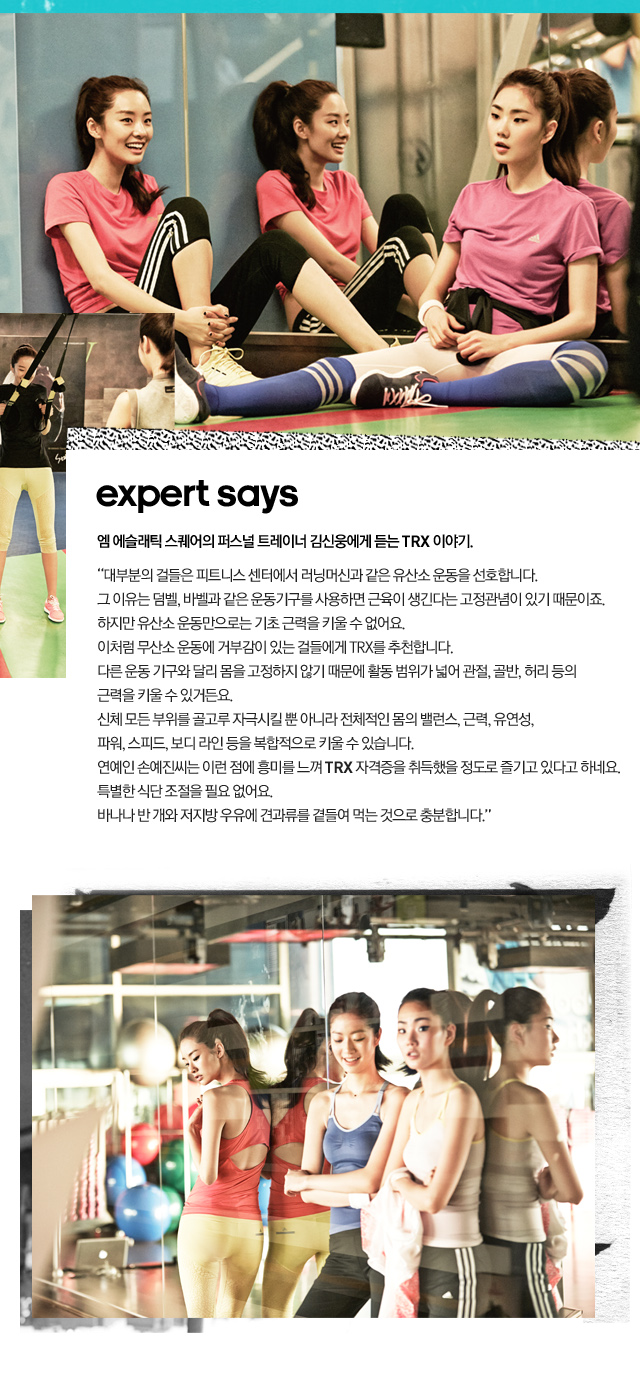 expert says
엠 에슬래틱 스퀘어의 퍼스널 트레이너 김신웅에게 듣는 TRX 이야기.
“대부분의 걸들은 피트니스 센터에서 러닝머신과 같은 유산소 운동을 선호합니다.
그 이유는 덤벨, 바벨과 같은 운동기구를 사용하면 근육이 생긴다는 고정관념이 있기 때문이죠.
하지만 유산소 운동만으로는 기초 근력을 키울 수 없어요.
이처럼 무산소 운동에 거부감이 있는 걸들에게 TRX를 추천합니다.
다른 운동 기구와 달리 몸을 고정하지 않기 때문에 활동 범위가 넓어 관절, 골반, 허리 등의
근력을 키울 수 있거든요.
신체 모든 부위를 골고루 자극시킬 뿐 아니라 전체적인 몸의 밸런스, 근력, 유연성,
파워, 스피드, 보디 라인 등을 복합적으로 키울 수 있습니다.
연예인 손예진씨는 이런 점에 흥미를 느껴 TRX 자격증을 취득했을 정도로 즐기고 있다고 하네요.
특별한 식단 조절을 필요 없어요.
바나나 반 개와 저지방 우유에 견과류를 곁들여 먹는 것으로 충분합니다.”